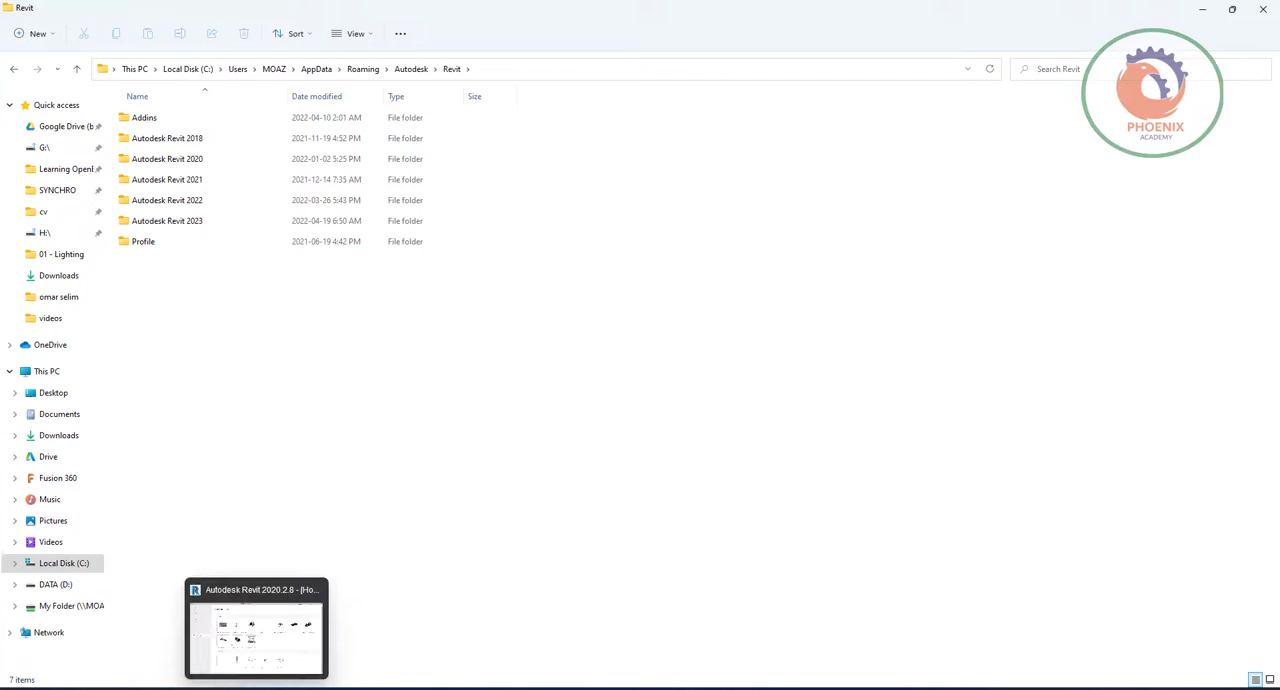 Revit
New
Sort
View
This PC > Local Disk (C:) > Users > MOAZ > AppData > Roaming > Autodesk > Revit >
Search Revit
PHOENIX
ACADEMY
Name Date modified Type Size
Addins 2022-04-10 2:01 AM File folder
Autodesk Revit 2018 2021-11-19 4:52 PM File folder
Autodesk Revit 2020 2022-01-02 5:25 PM File folder
Autodesk Revit 2021 2021-12-14 7:35 AM File folder
Autodesk Revit 2022 2022-03-26 5:43 PM File folder
Autodesk Revit 2023 2022-04-19 6:50 AM File folder
Profile 2021-06-19 4:42 PM File folder
Quick access
Google Drive (b
G:\
Learning OpenI
SYNCHRO
cv
H:\
01 - Lighting
Downloads
omar selim
videos
OneDrive
This PC
Desktop
Documents
Downloads
Drive
Fusion 360
Music
Pictures
Videos
Local Disk (C:)
DATA (D:)
My Folder (\\MOA
Network
Autodesk Revit 2020.2.8 - [Ho...
7 items